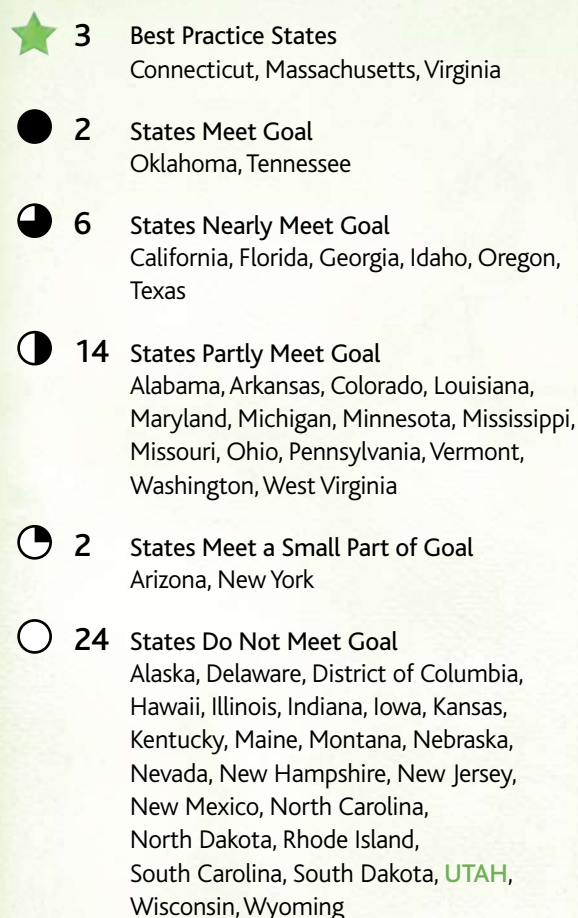 3 Best Practice States
Connecticut, Massachusetts, Virginia
2 States Meet Goal
Oklahoma, Tennessee
6 States Nearly Meet Goal
California, Florida, Georgia, Idaho, Oregon,
Texas
14 States Partly Meet Goal
Alabama, Arkansas, Colorado, Louisiana,
Maryland, Michigan, Minnesota, Mississippi,
Missouri, Ohio, Pennsylvania, Vermont,
Washington, West Virginia
2 States Meet a Small Part of Goal
Arizona, New York
24 States Do Not Meet Goal
Alaska, Delaware, District of Columbia,
Hawaii, Illinois, Indiana, Iowa, Kansas,
Kentucky, Maine, Montana, Nebraska,
Nevada, New Hampshire, New Jersey,
New Mexico, North Carolina,
North Dakota, Rhode Island,
South Carolina, South Dakota, UTAH,
Wisconsin, Wyoming